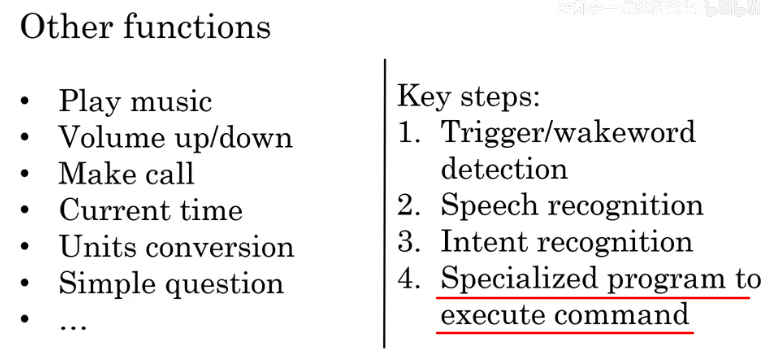 Other functions
• Play music
• Volume up/down
• Make call
• Current time
• Units conversion
• Simple question
• ...
Key steps:
1. Trigger/wakeword
detection
2. Speech recognition
3. Intent recognition
4. Specialized program to
execute command